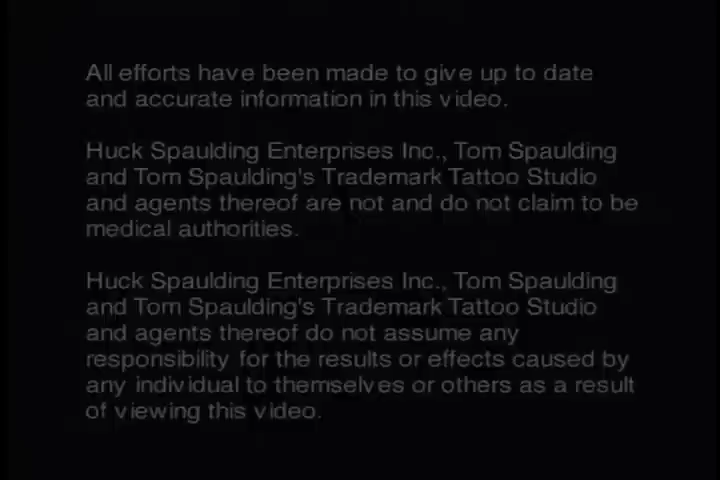 All efforts have been made to give up to date
and accurate information in this video.
Huck Spaulding Enterprises Inc., Tom Spaulding
and Tom Spaulding's Trademark Tattoo Studio
and agents thereof are not and do not claim to be
medical authorities.
Huck Spaulding Enterprises Inc., Tom Spaulding
and Tom Spaulding's Trademark Tattoo Studio
and agents thereof do not assume any
responsibility for the results or effects caused by
any individual to themselves or others as a result
of viewing this video.